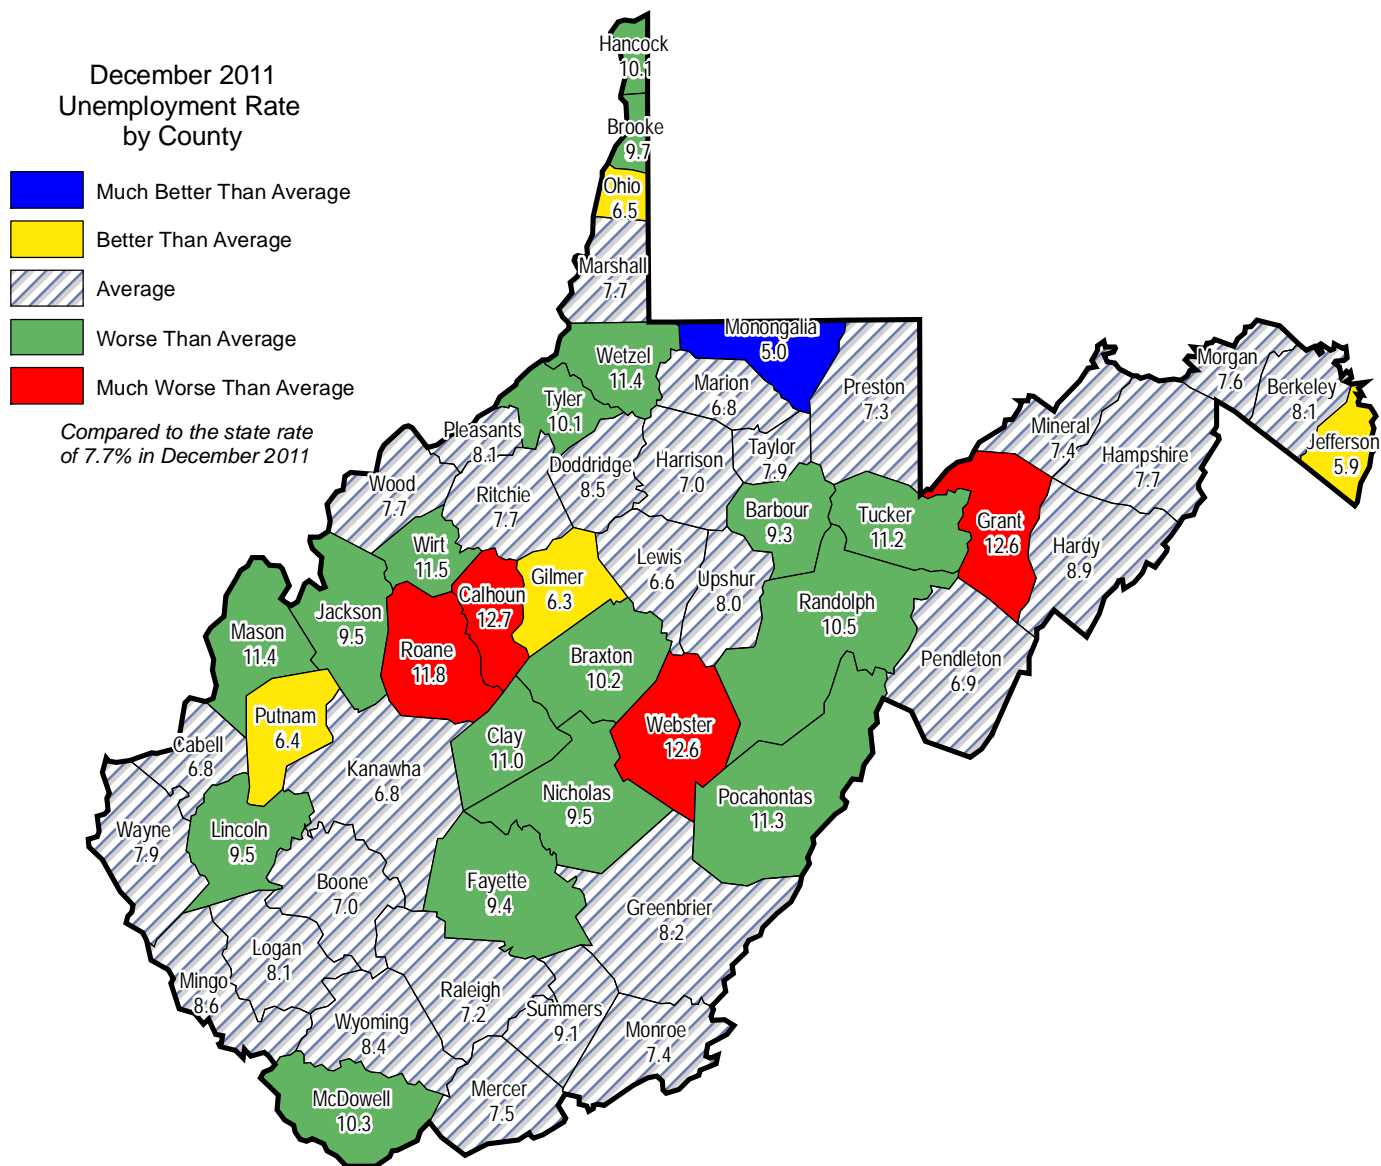 December 2011
Unemployment Rate
by County
Much Better Than Average
Better Than Average
Average
Worse Than Average
Much Worse Than Average
Compared to the state rate
of 7.7% in December 2011
Hancock
10.1
Brooke
9.7
Ohio
6.5
Marshall
7.7
Wetzel
11.4
Monongalia
5.0
Marion
6.8
Preston
7.3
Morgan
7.6
Berkeley
8.1
Jefferson
5.9
Mineral
7.4
Hampshire
7.7
Tyler
10.1
Pleasants
8.1
Doddridge
8.5
Harrison
7.0
Taylor
7.9
Wood
7.7
Ritchie
7.7
Barbour
9.3
Tucker
11.2
Grant
12.6
Hardy
8.9
Wirt
11.5
Calhoun
12.7
Gilmer
6.3
Lewis
6.6
Upshur
8.0
Randolph
10.5
Jackson
9.5
Mason
11.4
Roane
11.8
Braxton
10.2
Pendleton
6.9
Putnam
6.4
Webster
12.6
Clay
11.0
Cabell
6.8
Kanawha
6.8
Nicholas
9.5
Pocahontas
11.3
Wayne
7.9
Lincoln
9.5
Boone
7.0
Fayette
9.4
Greenbrier
8.2
Logan
8.1
Mingo
8.6
Raleigh
7.2
Summers
9.1
Wyoming
8.4
Monroe
7.4
McDowell
10.3
Mercer
7.5